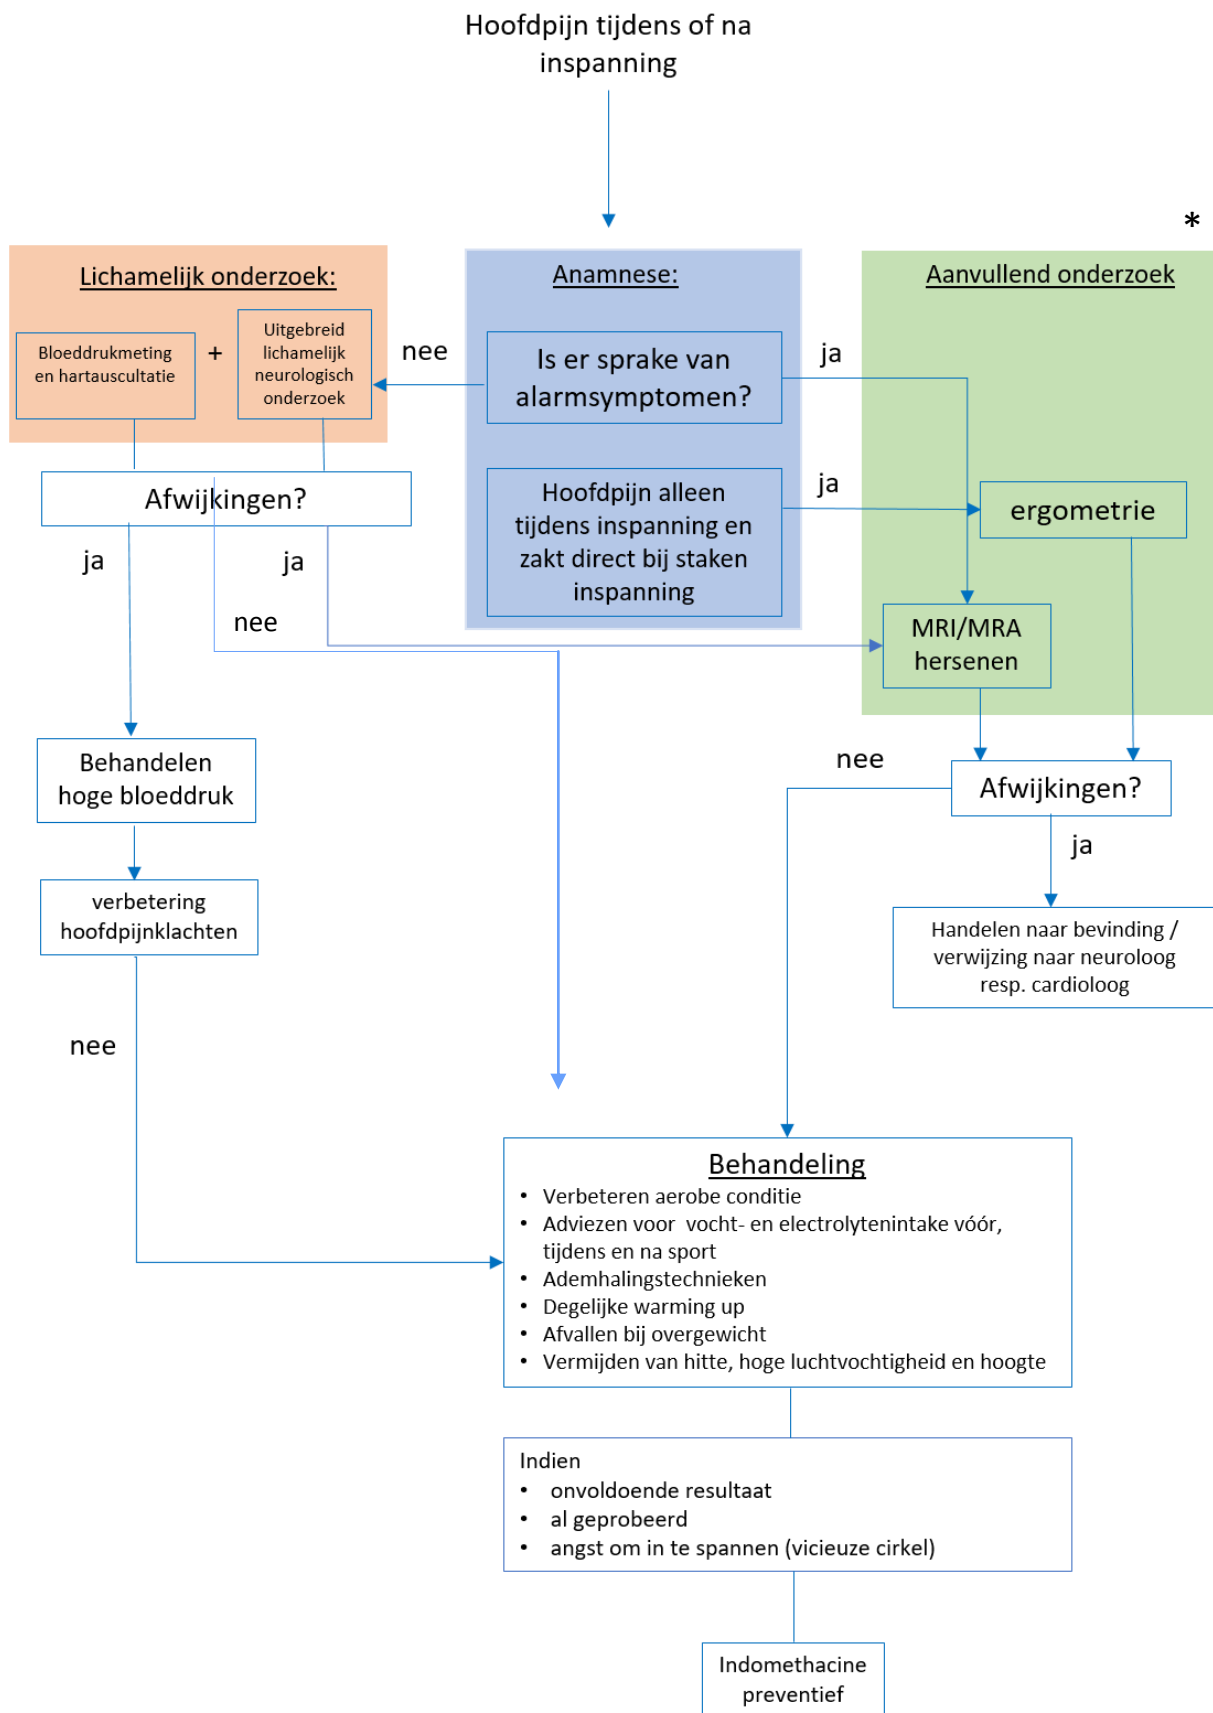 Hoofdpijn tijdens of na
inspanning
*
Lichamelijk onderzoek:
Bloeddrukmeting
en hartauscultatie
+
Uitgebreid
lichamelijk
neurologisch
onderzoek
nee
Anamnese:
Is er sprake van
alarmsymptomen?
ja
Hoofdpijn alleen
tijdens inspanning en
zakt direct bij staken
inspanning
ja
Aanvullend onderzoek
ergometrie
MRI/MRA
hersenen
Afwijkingen?
ja
ja
nee
Behandelen
hoge bloeddruk
verbetering
hoofdpijnklachten
nee
nee
Afwijkingen?
ja
Handelen naar bevinding /
verwijzing naar neuroloog
resp. cardioloog
Behandeling
• Verbeteren aerobe conditie
• Adviezen voor vocht- en electrolytenintake vóór,
tijdens en na sport
• Ademhalingstechnieken
• Degelijke warming up
• Afvallen bij overgewicht
• Vermijden van hitte, hoge luchtvochtigheid en hoogte
Indien
• onvoldoende resultaat
• al geprobeerd
• angst om in te spannen (vicieuze cirkel)
Indomethacine
preventief